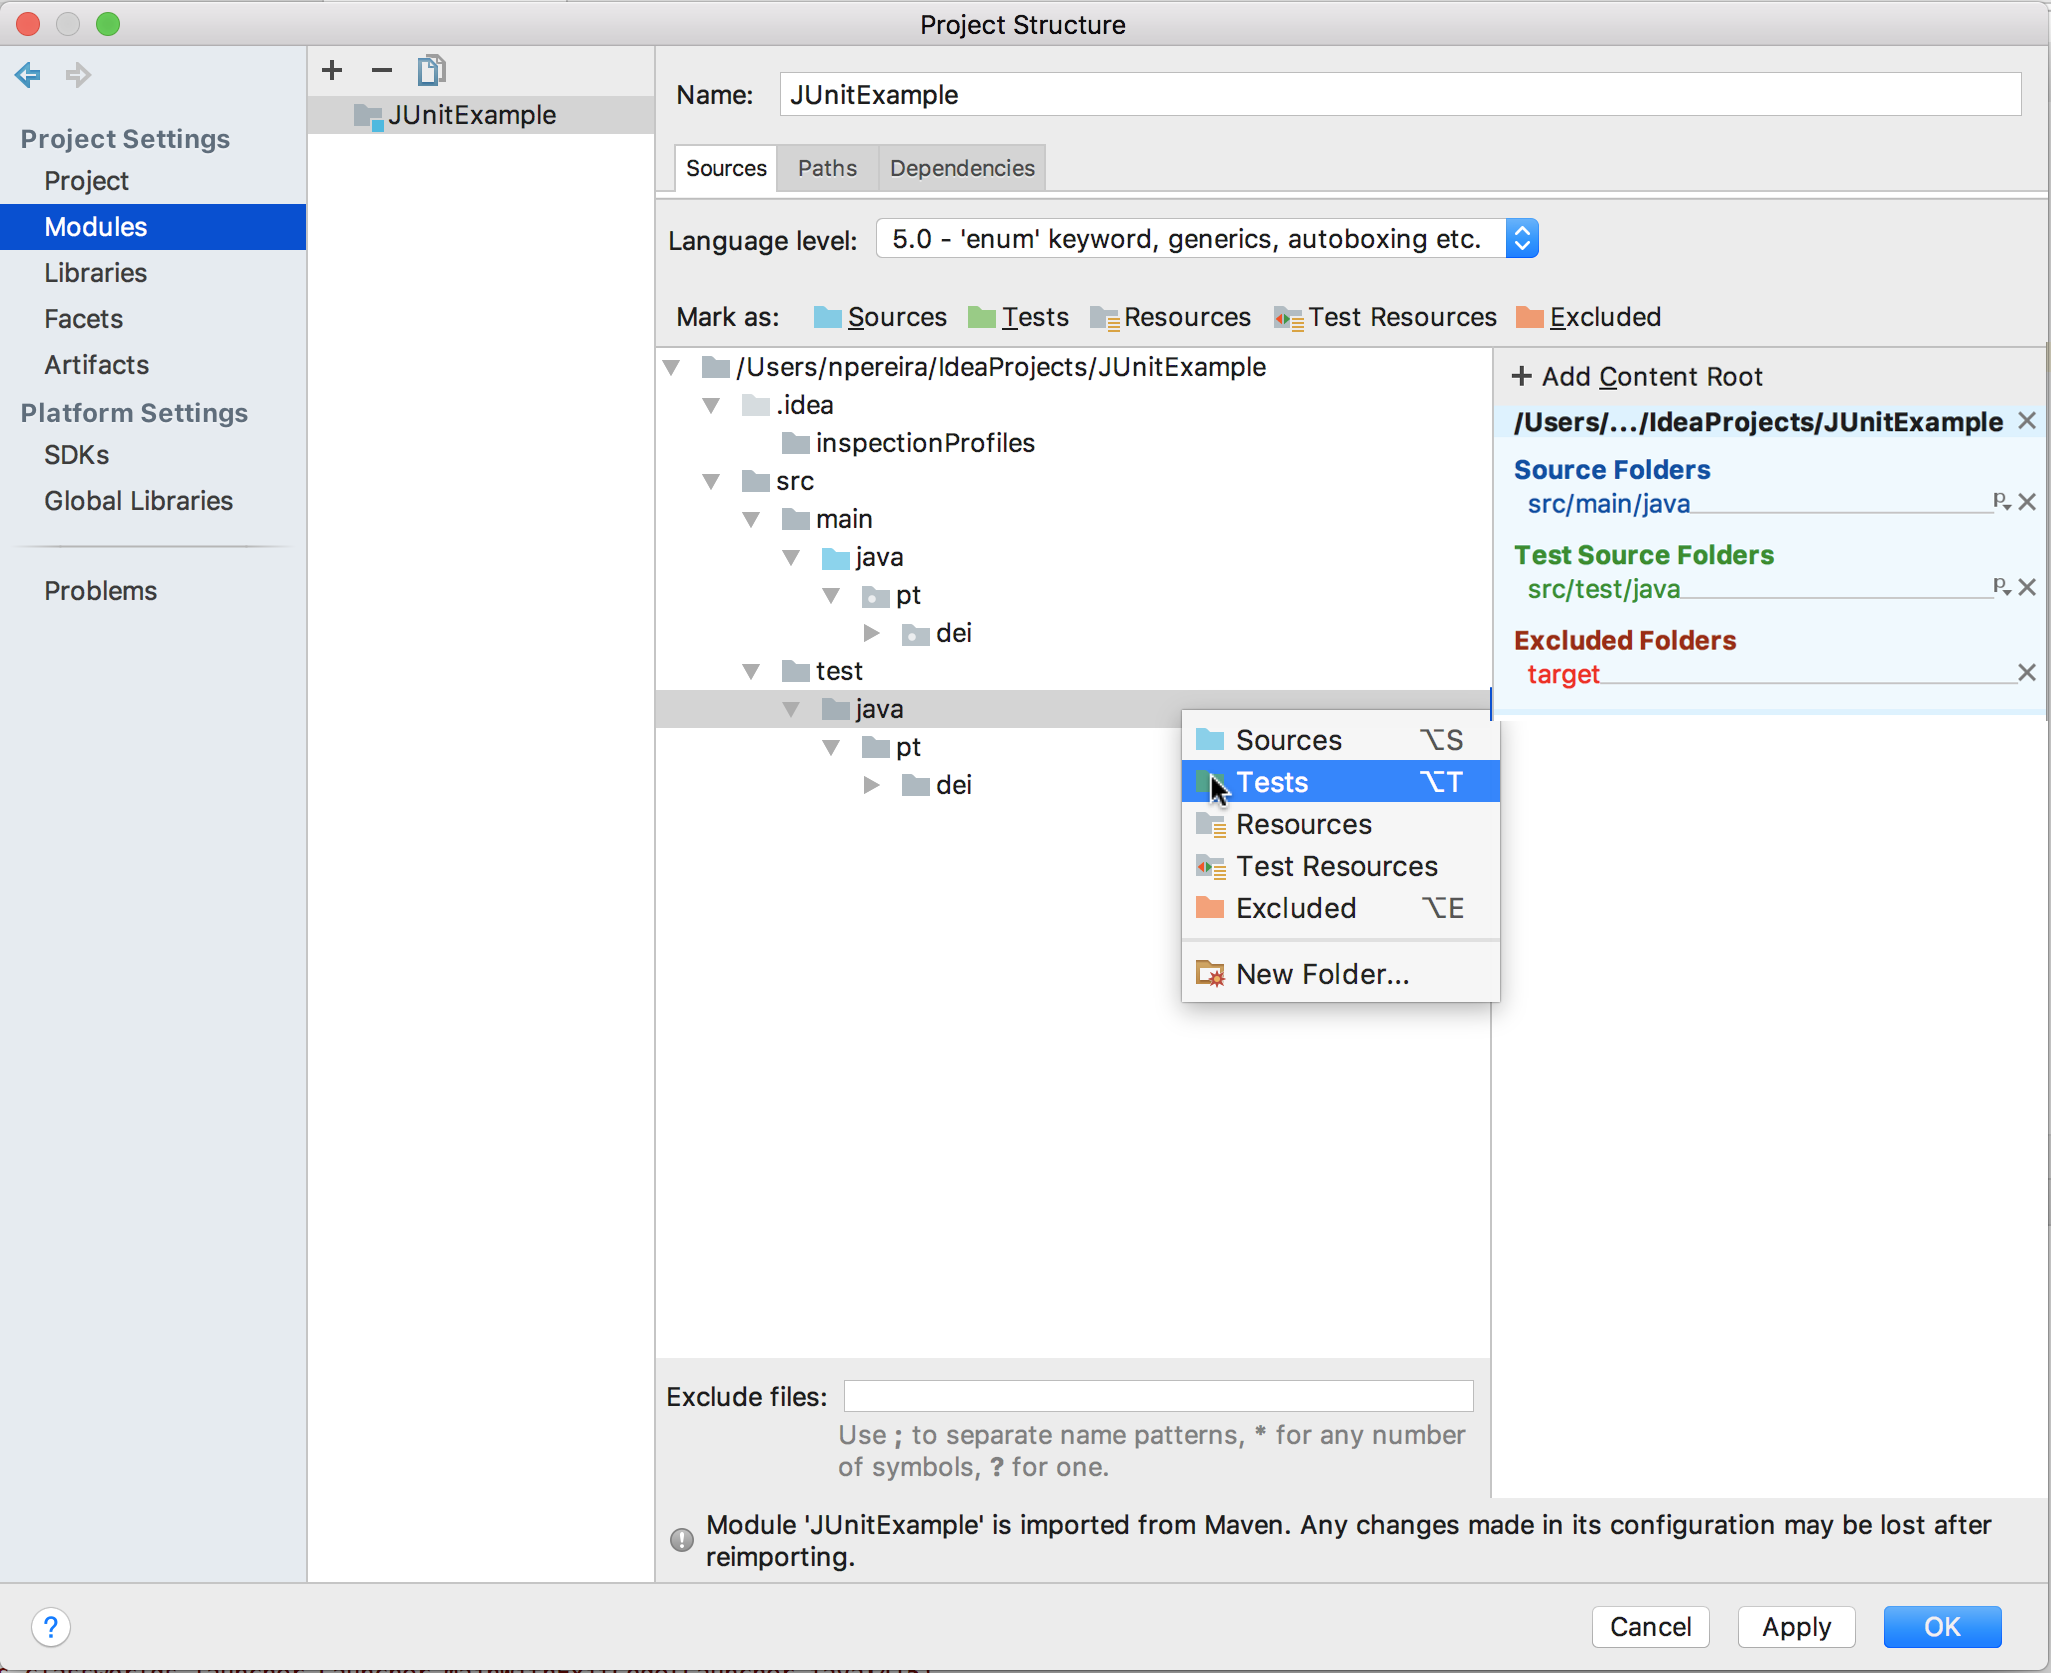 Project Structure
Project Settings
Project
Modules
Libraries
Facets
Artifacts
Platform Settings
SDKs
Global Libraries
Problems
JUnitExample
Name: JUnitExample
Sources Paths Dependencies
Language level: 5.0 - 'enum' keyword, generics, autoboxing etc.
Mark as: Sources Tests Resources Test Resources Excluded
/Users/npereira/IdeaProjects/JUnitExample
.idea
inspectionProfiles
src
main
java
pt
dei
test
java
pt
dei
Sources ⌥S
Tests ⌥T
Resources
Test Resources
Excluded ⌥E
New Folder...
+ Add Content Root
/Users/.../IdeaProjects/JUnitExample
Source Folders
src/main/java
Test Source Folders
src/test/java
Excluded Folders
target
Exclude files:
Use ; to separate name patterns, * for any number
of symbols, ? for one.
Module 'JUnitExample' is imported from Maven. Any changes made in its configuration may be lost after
reimporting.
? Cancel Apply OK